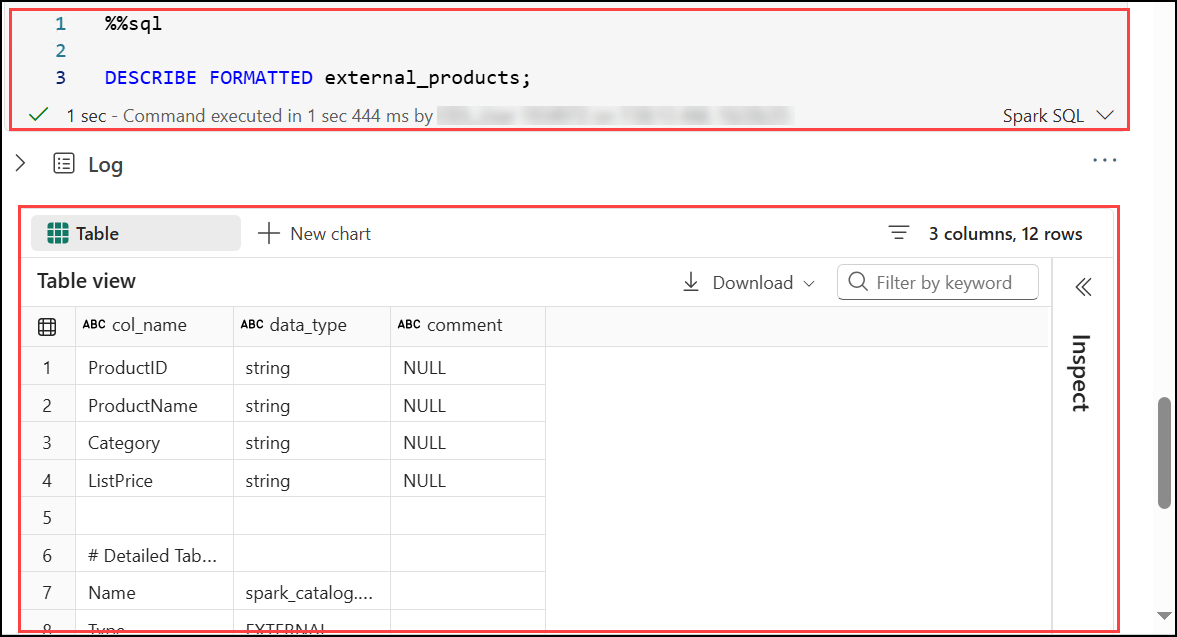 1 %%sql
2
3 DESCRIBE FORMATTED external_products;
1 sec - Command executed in 1 sec 444 ms by
Spark SQL
Log
Table New chart 3 columns, 12 rows
Table view Download Filter by keyword
ABC col_name ABC data_type ABC comment
Inspect
1 ProductID string NULL
2 ProductName string NULL
3 Category string NULL
4 ListPrice string NULL
5
6 # Detailed Tab...
7 Name spark_catalog....
8 Type EXTERNAL